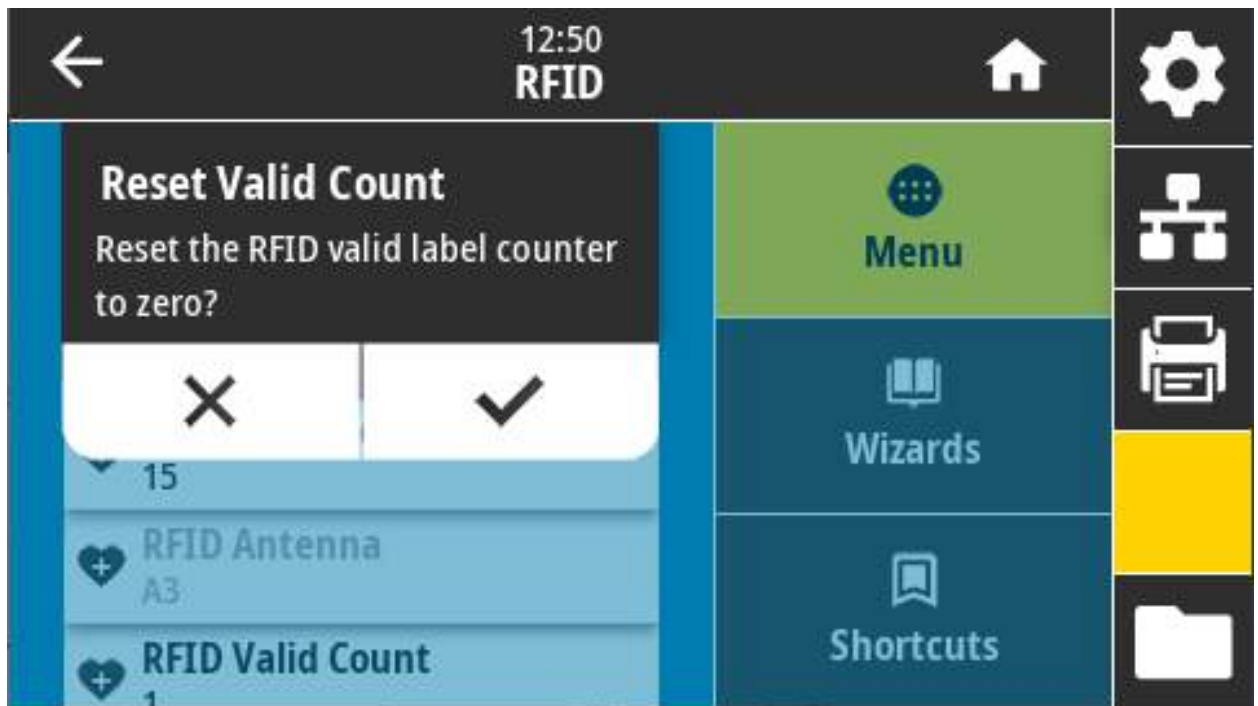 12:50
RFID
Reset Valid Count
Reset the RFID valid label counter
to zero?
15
RFID Antenna
A3
RFID Valid Count
1
Menu
Wizards
Shortcuts